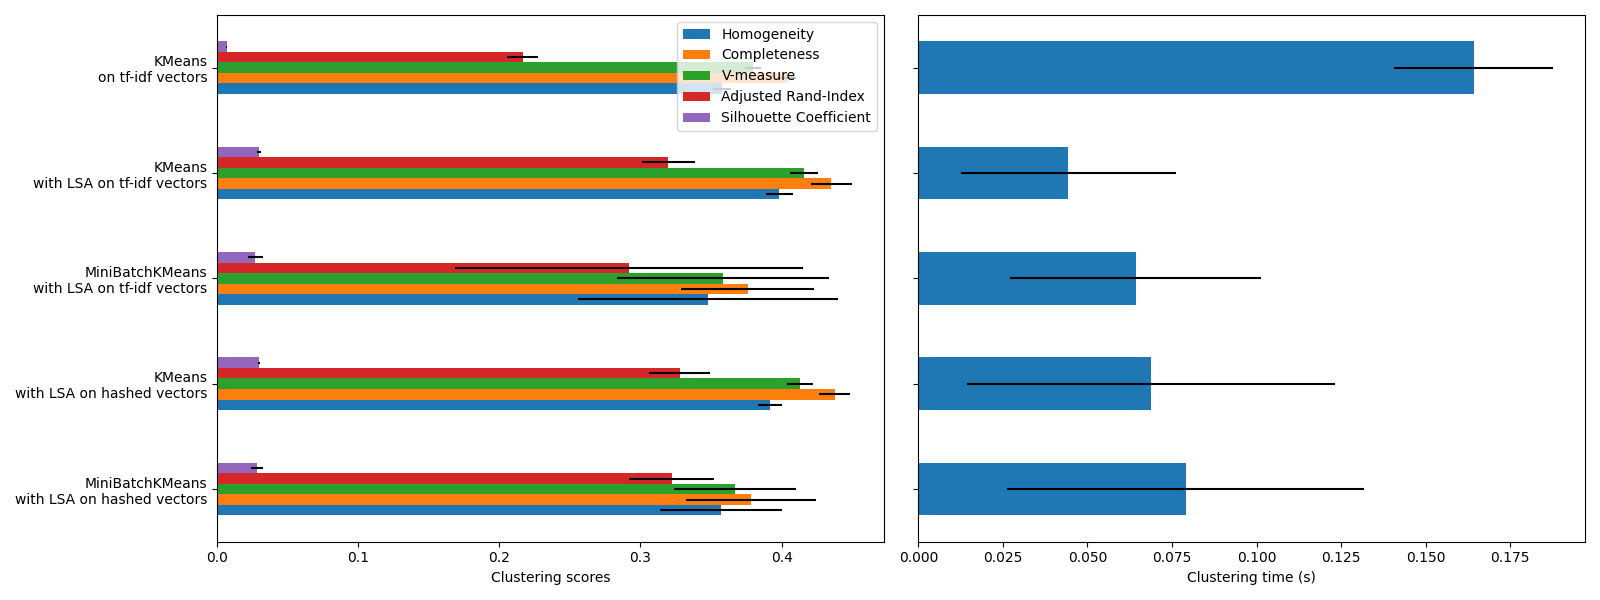 KMeans
on tf-idf vectors
KMeans
with LSA on tf-idf vectors
MiniBatchKMeans
with LSA on tf-idf vectors
KMeans
with LSA on hashed vectors
MiniBatchKMeans
with LSA on hashed vectors
Homogeneity
Completeness
V-measure
Adjusted Rand-Index
Silhouette Coefficient
0.0 0.1 0.2 0.3 0.4
Clustering scores
0.000 0.025 0.050 0.075 0.100 0.125 0.150 0.175
Clustering time (s)